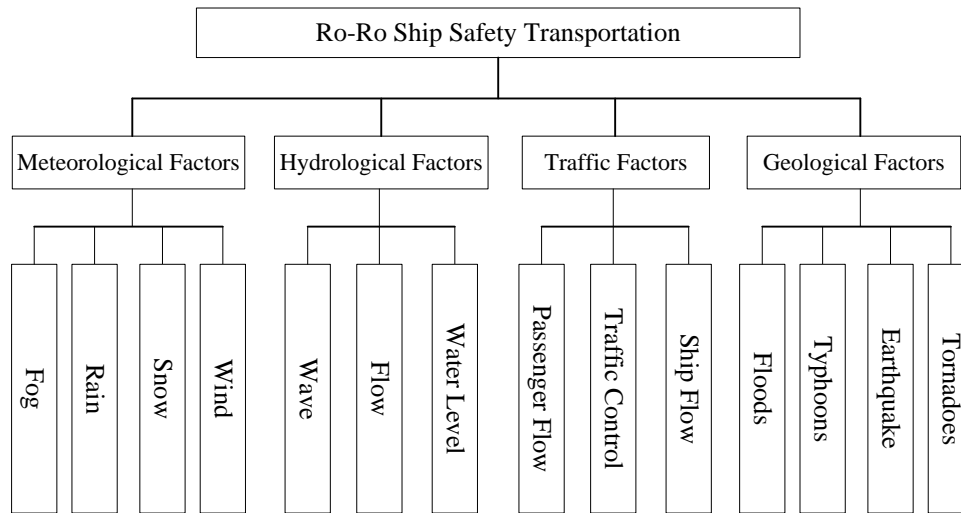 Ro-Ro Ship Safety Transportation
Meteorological Factors
Hydrological Factors
Traffic Factors
Geological Factors
Fog
Rain
Snow
Wind
Wave
Flow
Water Level
Passenger Flow
Traffic Control
Ship Flow
Floods
Typhoons
Earthquake
Tornadoes